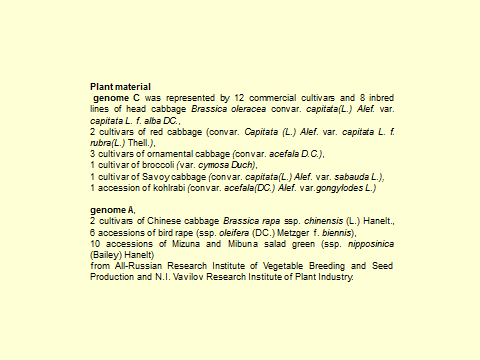 Plant material
genome C was represented by 12 commercial cultivars and 8 inbred
lines of head cabbage Brassica oleracea convar. capitata(L.) Alef. var.
capitata L. f. alba DC.,
2 cultivars of red cabbage (convar. Capitata (L.) Alef. var. capitata L. f.
rubra(L.) Thell.),
3 cultivars of ornamental cabbage (convar. acefala D.C.),
1 cultivar of broccoli (var. cymosa Duch),
1 cultivar of Savoy cabbage (convar. capitata(L.) Alef. var. sabauda L.),
1 accession of kohlrabi (convar. acefala(DC.) Alef. var.gongylodes L.)
genome A,
2 cultivars of Chinese cabbage Brassica rapa ssp. chinensis (L.) Hanelt.,
6 accessions of bird rape (ssp. oleifera (DC.) Metzger f. biennis),
10 accessions of Mizuna and Mibuna salad green (ssp. nipposinica
(Bailey) Hanelt)
from All-Russian Research Institute of Vegetable Breeding and Seed
Production and N.I. Vavilov Research Institute of Plant Industry.